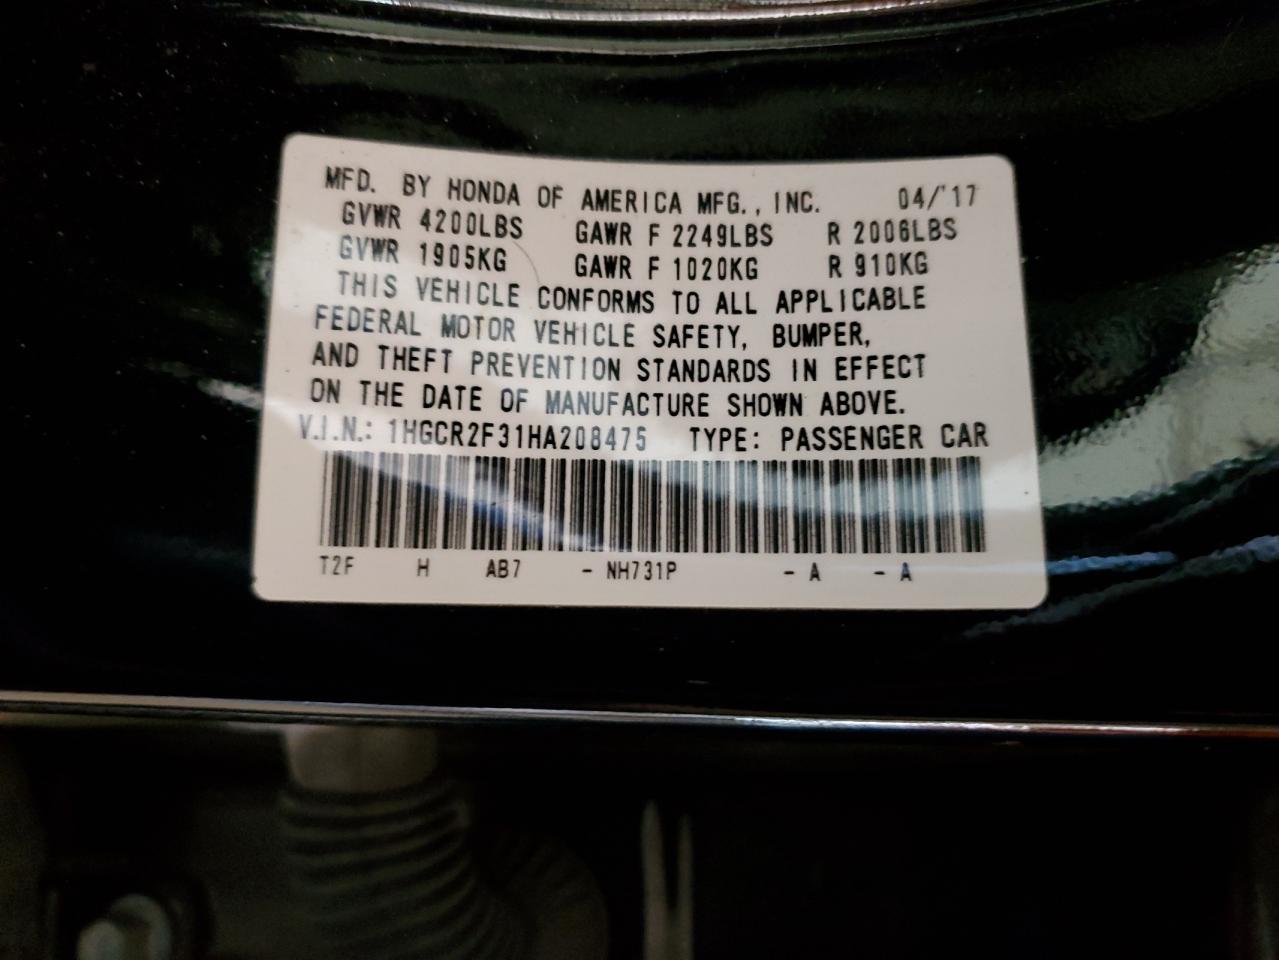 MFD. BY HONDA OF AMERICA MFG., INC. 04/'17
GVWR 4200LBS GAWR F 2249LBS R 2006LBS
GVWR 1905KG GAWR F 1020KG R 910KG
THIS VEHICLE CONFORMS TO ALL APPLICABLE
FEDERAL MOTOR VEHICLE SAFETY, BUMPER,
AND THEFT PREVENTION STANDARDS IN EFFECT
ON THE DATE OF MANUFACTURE SHOWN ABOVE.
V.I.N.: 1HGCR2F31HA208475 TYPE: PASSENGER CAR
T2F H AB7 - NH731P - A - A